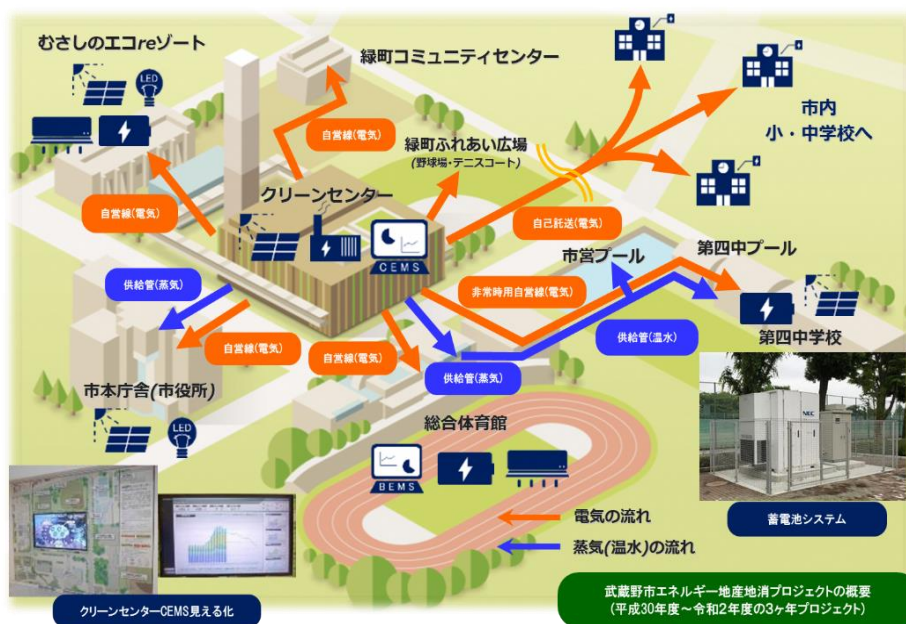 むさしのエコreゾート
LED
緑町コミュニティセンター
自営線(電気)
緑町ふれあい広場
(野球場・テニスコート)
市内
小・中学校へ
クリーンセンター
CEMS
自営線(電気)
自己託送(電気)
市営プール
第四中プール
供給管(蒸気)
非常時用自営線(電気)
自営線(電気)
自営線(電気)
供給管(蒸気)
供給管(温水)
第四中学校
市本庁舎(市役所)
LED
総合体育館
BEMS
NEC
蓄電池システム
電気の流れ
蒸気(温水)の流れ
クリーンセンターCEMS見える化
武蔵野市エネルギー地産地消プロジェクトの概要
(平成30年度～令和2年度の3ヶ年プロジェクト)